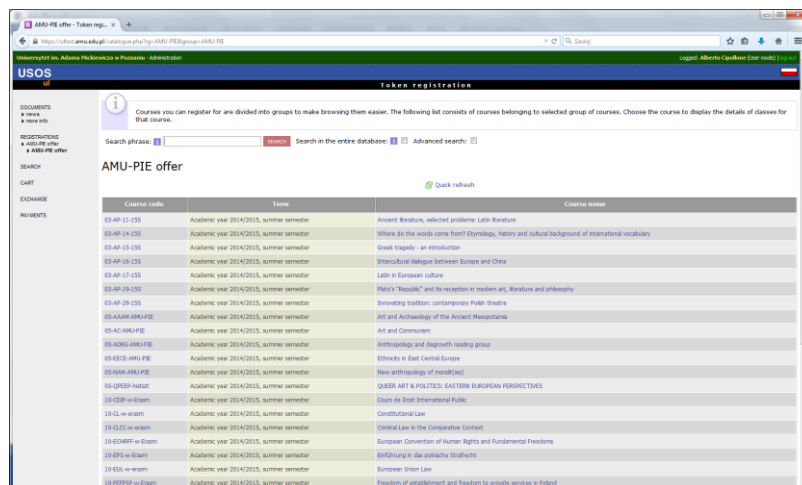 AMU-PIE offer - Token regi...
https://ultost.amu.edu.pl/catalogue.php?rg=AMU-PIE&group=AMU-PIE
Szukaj
Uniwersytet im. Adama Mickiewicza w Poznaniu - Administration
Logged: Alberto Cipollone (user mode) | log out
USOS
ul
Token registration
DOCUMENTS
news
more info
REGISTRATIONS
AMU-PIE offer
AMU-PIE offer
SEARCH
CART
EXCHANGE
PAYMENTS
i
Courses you can register for are divided into groups to make browsing them easier. The following list consists of courses belonging to selected group of courses. Choose the course to display the details of classes for
that course.
Search phrase: i SEARCH Search in the entire database: i Advanced search:
AMU-PIE offer
Quick refresh
Course code Term Course name
03-AP-11-15S Academic year 2014/2015, summer semester Ancient literature, selected problems: Latin literature
03-AP-14-15S Academic year 2014/2015, summer semester Where do the words come from? Etymology, history and cultural background of international vocabulary
03-AP-15-15S Academic year 2014/2015, summer semester Greek tragedy - an introduction
03-AP-16-15S Academic year 2014/2015, summer semester Intercultural dialogue between Europe and China
03-AP-17-15S Academic year 2014/2015, summer semester Latin in European culture
03-AP-19-15S Academic year 2014/2015, summer semester Plato's "Republic" and its reception in modern art, literature and philosophy
03-AP-29-15S Academic year 2014/2015, summer semester Innovating tradition: contemporary Polish theatre
05-AAAM-AMU-PIE Academic year 2014/2015, summer semester Art and Archaeology of the Ancient Mesopotamia
05-AC-AMU-PIE Academic year 2014/2015, summer semester Art and Communism
05-ADRG-AMU-PIE Academic year 2014/2015, summer semester Anthropology and degrowth reading group
05-EECE-AMU-PIE Academic year 2014/2015, summer semester Ethnicity in East Central Europe
05-NAM-AMU-PIE Academic year 2014/2015, summer semester New anthropology of moralit(ies)
Academic year 2014/2015, summer semester QUEER ART & POLITICS: EASTERN EUROPEAN PERSPECTIVES
10-CDIP-w-Erasm Academic year 2014/2015, summer semester Cours de Droit International Public
10-CL-w-erasm Academic year 2014/2015, summer semester Constitutional Law
10-CLCC-w-erasm Academic year 2014/2015, summer semester Criminal Law in the Comparative Context
10-ECHRFF-w-Erasm Academic year 2014/2015, summer semester European Convention of Human Rights and Fundamental Freedoms
10-EPS-w-Erasm Academic year 2014/2015, summer semester Einführung in das polnische Strafrecht
10-EUL-w-erasm Academic year 2014/2015, summer semester European Union Law
10-FEFPSP-w-Erasm Academic year 2014/2015, summer semester Freedom of establishment and freedom to provide services in Poland